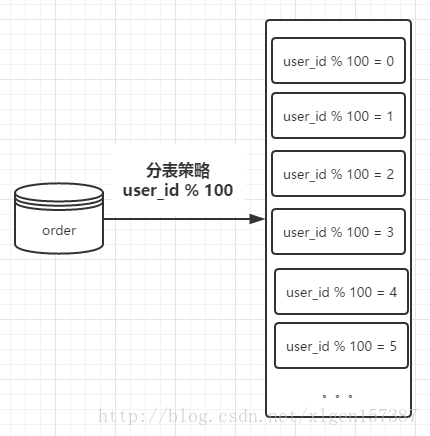 user_id % 100 = 0
user_id % 100 = 1
分表策略
user_id % 100
user_id % 100 = 2
order
user_id % 100 = 3
user_id % 100 = 4
user_id % 100 = 5
。。。
http://blog.csdn.net/xlgen157387